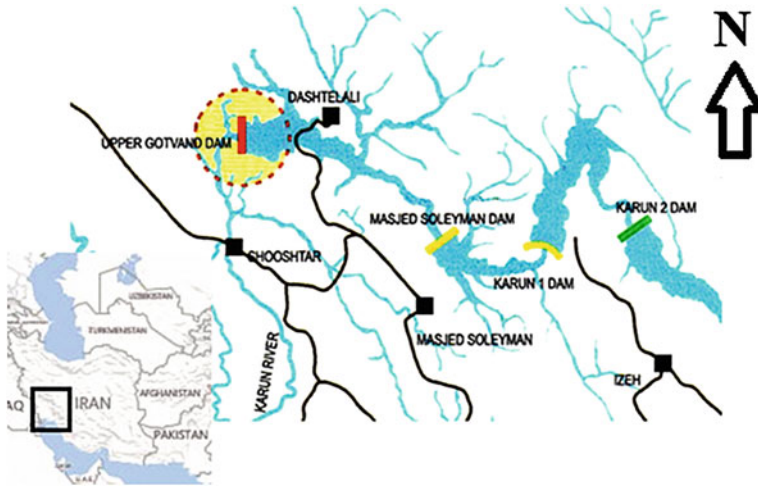 N
DASHTELALI
UPPER GOTVAND DAM
KARUN 2 DAM
MASJED SOLEYMAN DAM
SHOOSHTAR
KARUN 1 DAM
MASJED SOLEYMAN
KARUN RIVER
IZEH
UZBEKISTAN
TURKMENISTAN
AFGHANISTAN
IRAN
AQ
PAKISTAN
U.A.E.